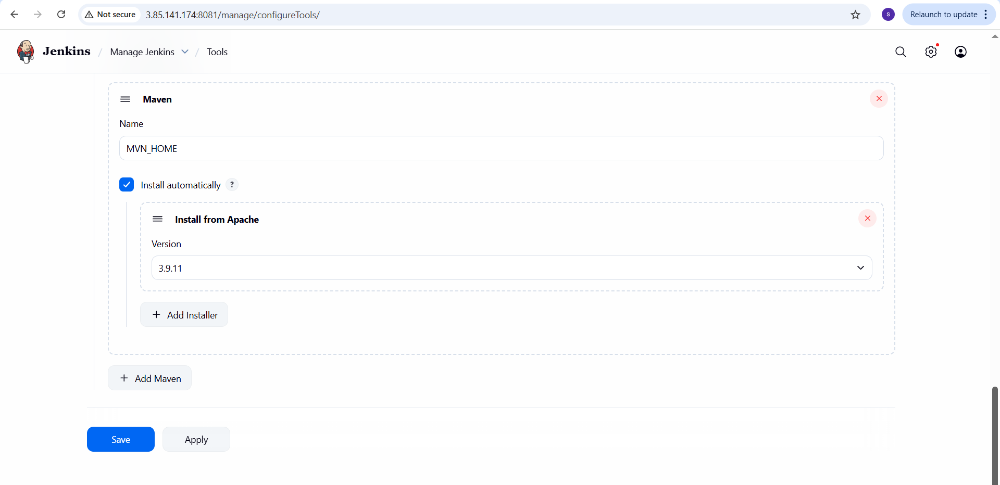 Not secure 3.85.141.174:8081/manage/configureTools/ S Relaunch to update
Jenkins / Manage Jenkins / Tools
Maven
Name
MVN_HOME
Install automatically ?
Install from Apache
Version
3.9.11
+ Add Installer
+ Add Maven
Save Apply